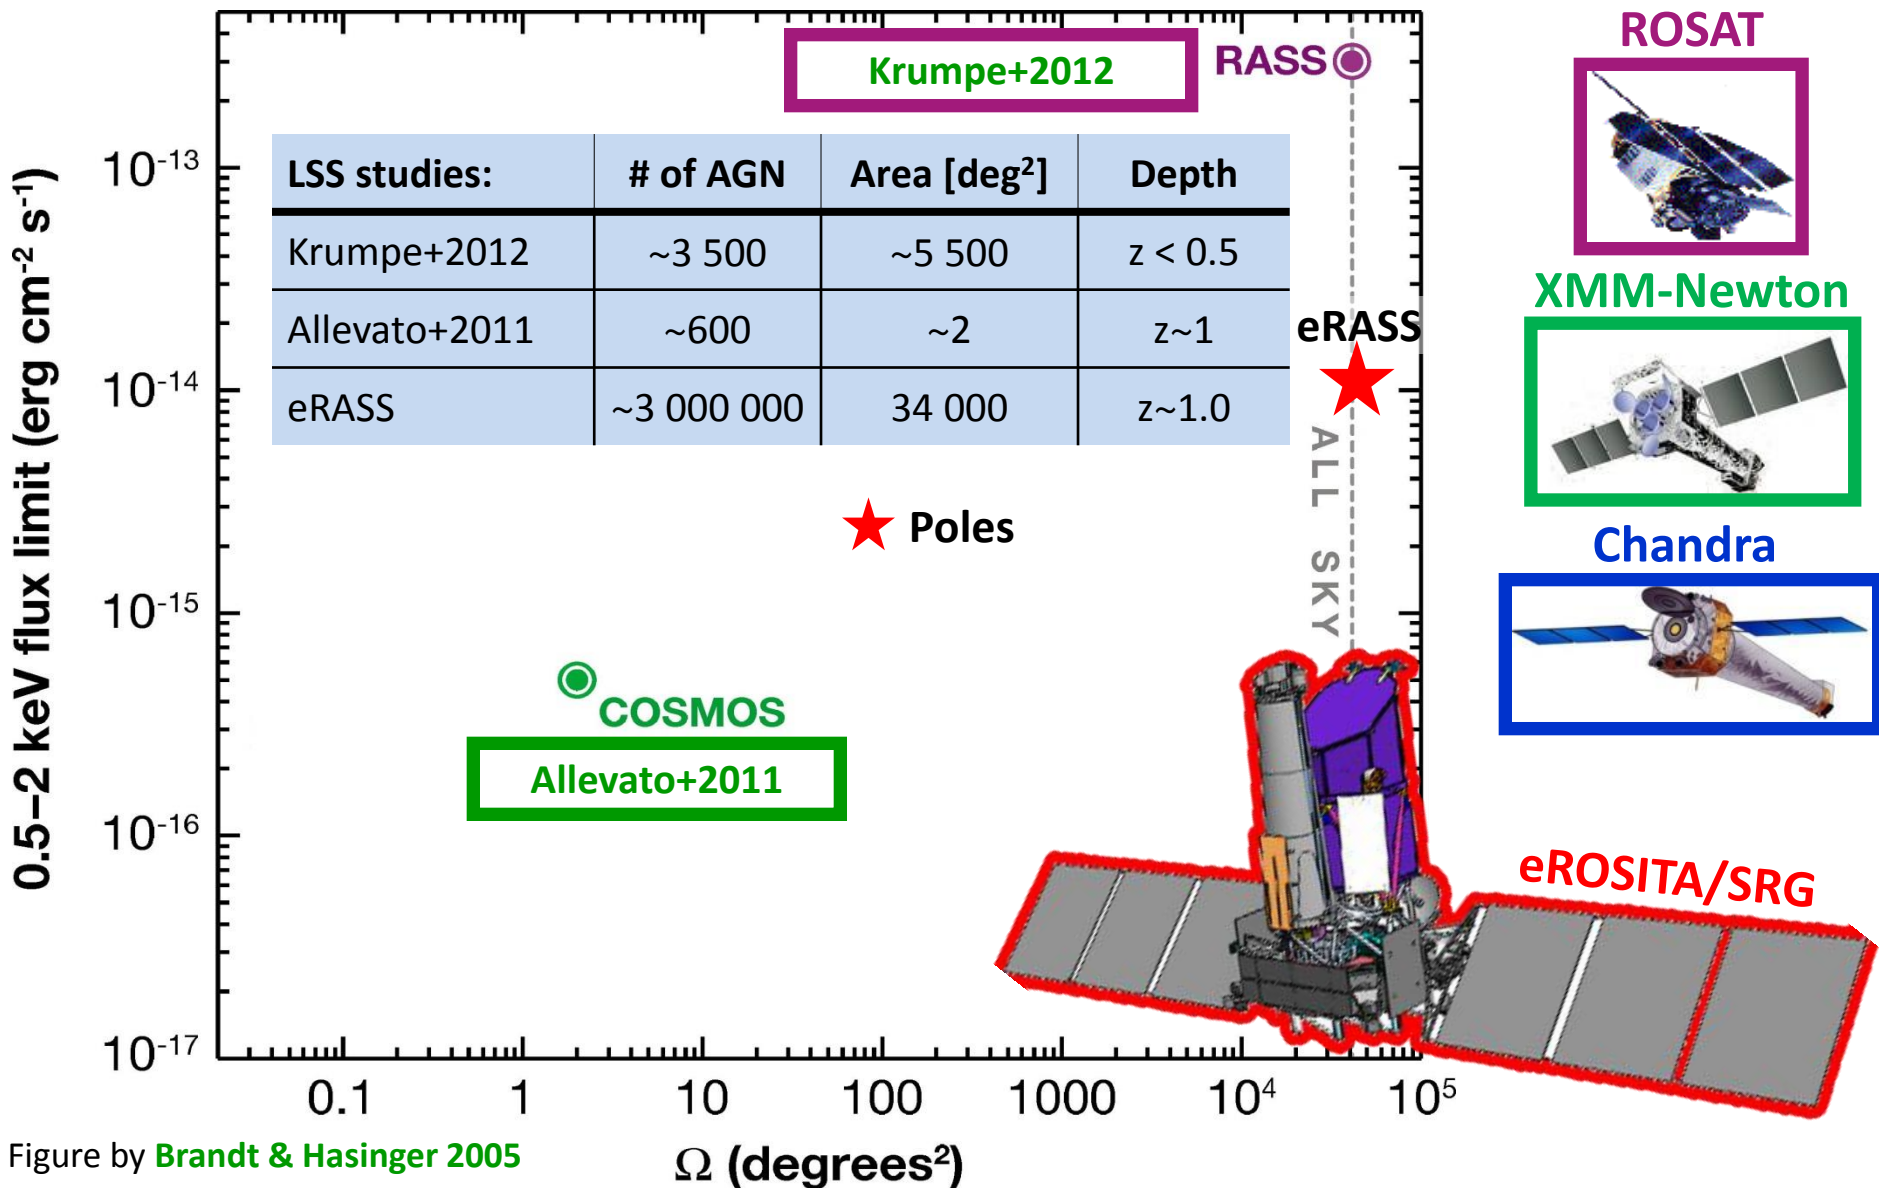 Krumpe+2012
RASS
ROSAT
LSS studies: # of AGN Area [deg²] Depth
Krumpe+2012 ~3 500 ~5 500 z < 0.5
Allevato+2011 ~600 ~2 z~1
eRASS ~3 000 000 34 000 z~1.0
eRASS
XMM-Newton
ALL SKY
Poles
Chandra
COSMOS
Allevato+2011
eROSITA/SRG
0.5–2 keV flux limit (erg cm⁻² s⁻¹)
10⁻¹³
10⁻¹⁴
10⁻¹⁵
10⁻¹⁶
10⁻¹⁷
0.1 1 10 100 1000 10⁴ 10⁵
Ω (degrees²)
Figure by Brandt & Hasinger 2005